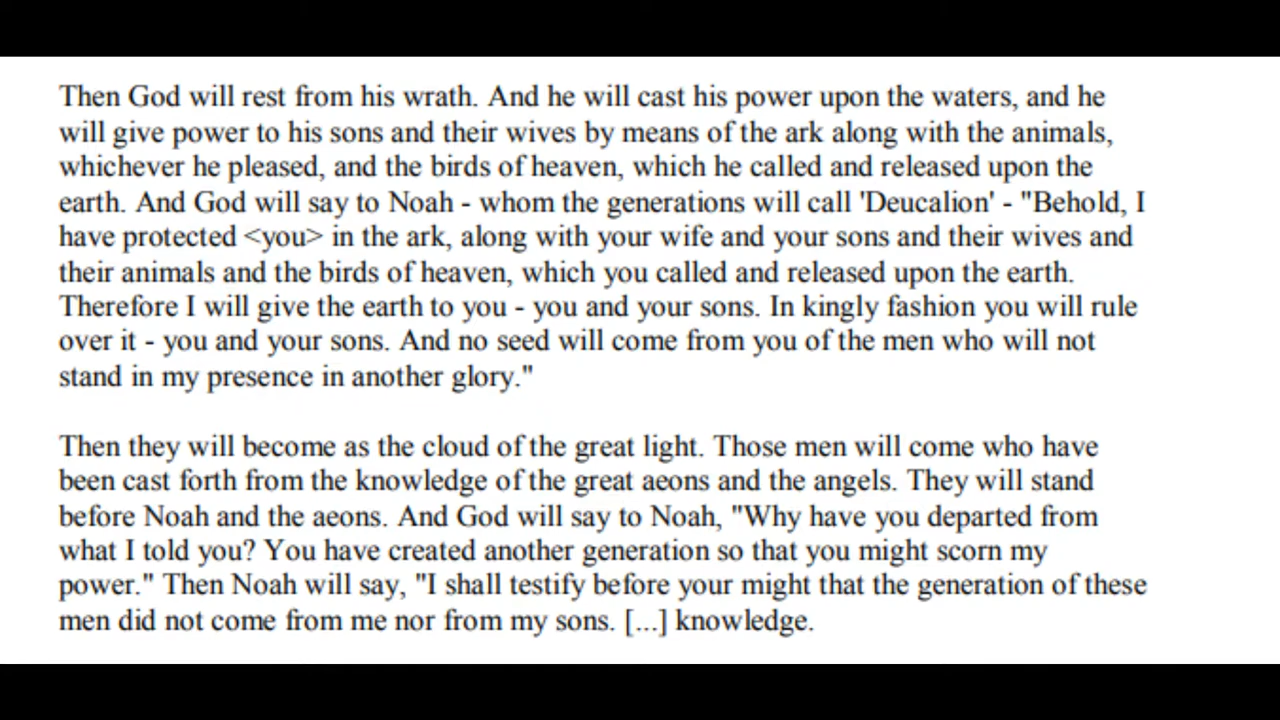 Then God will rest from his wrath. And he will cast his power upon the waters, and he
will give power to his sons and their wives by means of the ark along with the animals,
whichever he pleased, and the birds of heaven, which he called and released upon the
earth. And God will say to Noah - whom the generations will call 'Deucalion' - "Behold, I
have protected <you> in the ark, along with your wife and your sons and their wives and
their animals and the birds of heaven, which you called and released upon the earth.
Therefore I will give the earth to you - you and your sons. In kingly fashion you will rule
over it - you and your sons. And no seed will come from you of the men who will not
stand in my presence in another glory."
Then they will become as the cloud of the great light. Those men will come who have
been cast forth from the knowledge of the great aeons and the angels. They will stand
before Noah and the aeons. And God will say to Noah, "Why have you departed from
what I told you? You have created another generation so that you might scorn my
power." Then Noah will say, "I shall testify before your might that the generation of these
men did not come from me nor from my sons. [...] knowledge.